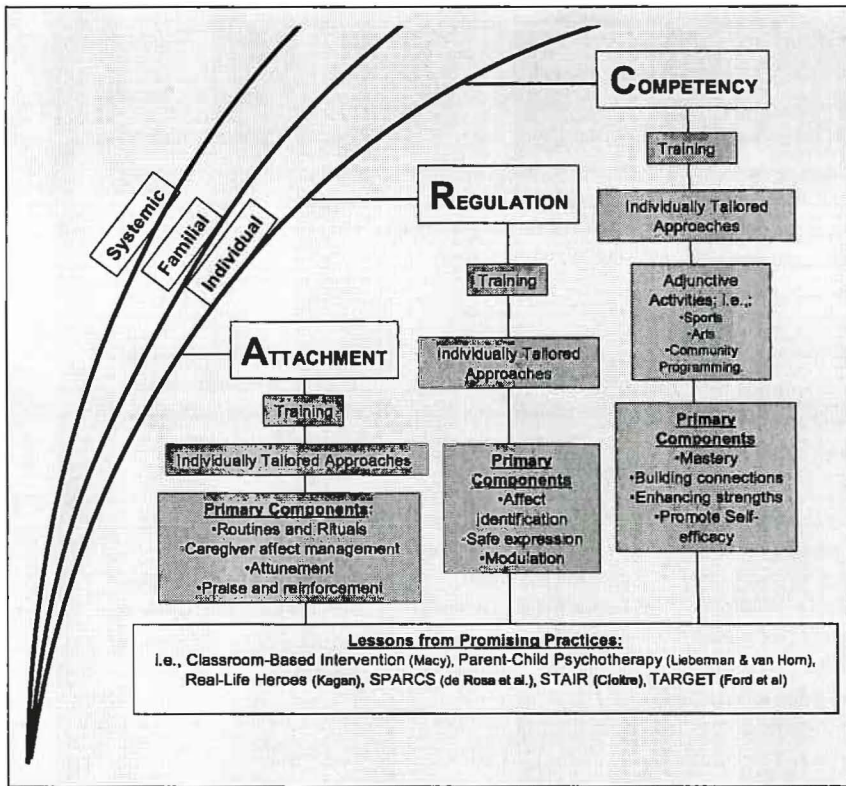 COMPETENCY
Training
Individually Tailored
Approaches
Adjunctive
Activities; i.e.,:
•Sports
•Arts
•Community
Programming.
Primary
Components
•Mastery
•Building connections
•Enhancing strengths
•Promote Self-
efficacy
REGULATION
Training
Individually Tailored
Approaches
Primary
Components
•Affect
identification
•Safe expression
•Modulation
Systemic
Familial
Individual
ATTACHMENT
Training
Individually Tailored Approaches
Primary Components:
•Routines and Rituals
•Caregiver affect management
•Attunement
•Praise and reinforcement
Lessons from Promising Practices:
i.e., Classroom-Based Intervention (Macy), Parent-Child Psychotherapy (Lieberman & van Horn),
Real-Life Heroes (Kagan), SPARCS (de Rosa et al.), STAIR (Cloitre), TARGET (Ford et al)